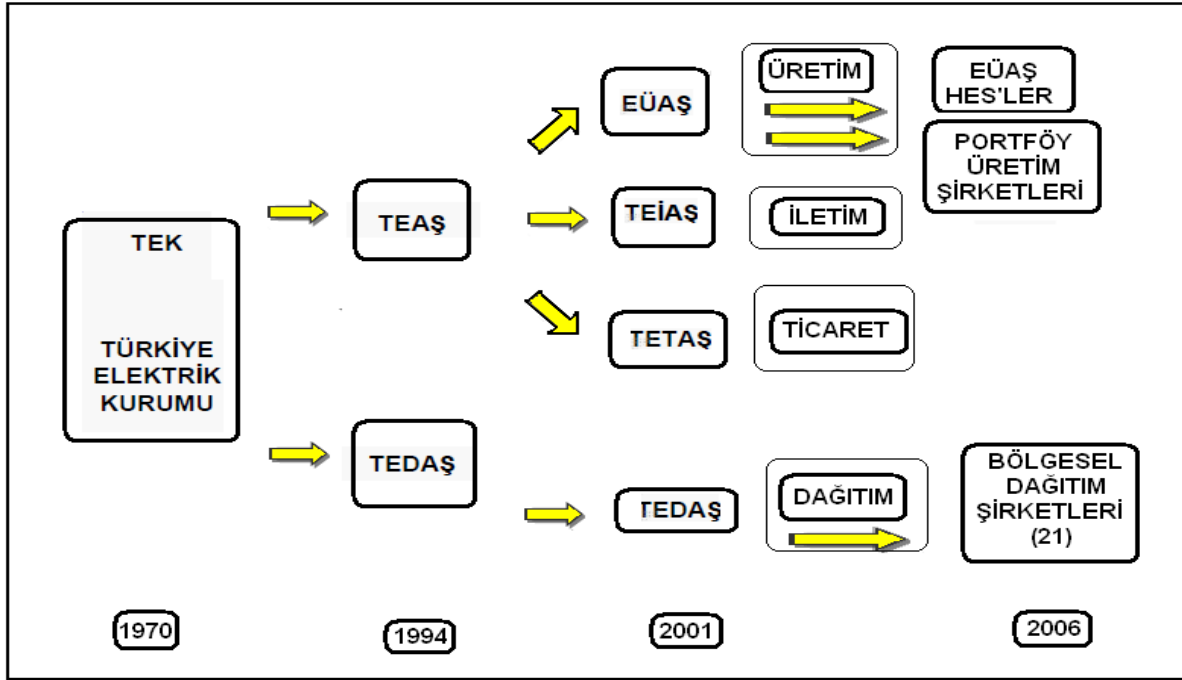 TEK
TÜRKİYE
ELEKTRİK
KURUMU
TEAŞ
TEDAŞ
EÜAŞ
TEİAŞ
TETAŞ
TEDAŞ
ÜRETİM
İLETİM
TİCARET
DAĞITIM
EÜAŞ
HES'LER
PORTFÖY
ÜRETİM
ŞİRKETLERİ
BÖLGESEL
DAĞITIM
ŞİRKETLERİ
(21)
1970
1994
2001
2006